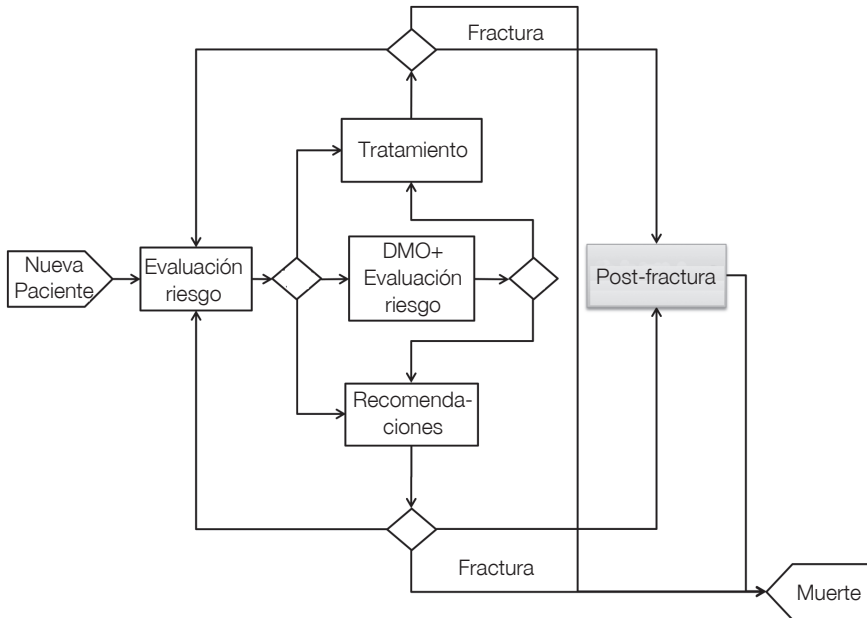 Fractura
Tratamiento
Nueva
Paciente
Evaluación
riesgo
DMO+
Evaluación
riesgo
Post-fractura
Recomenda-
ciones
Fractura
Muerte